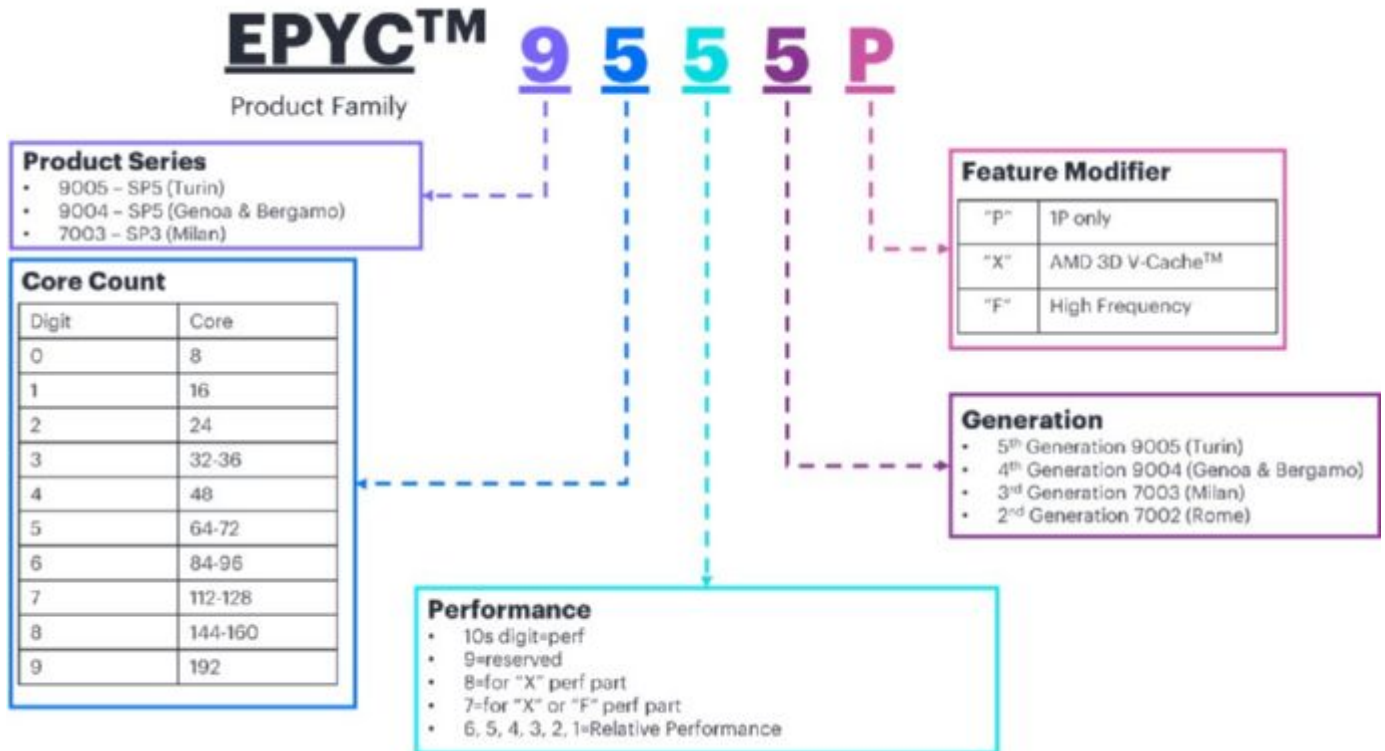 EPYC™ 9 5 5 5 P
Product Family
Product Series
• 9005 – SP5 (Turin)
• 9004 – SP5 (Genoa & Bergamo)
• 7003 – SP3 (Milan)
Core Count
Digit Core
0 8
1 16
2 24
3 32-36
4 48
5 64-72
6 84-96
7 112-128
8 144-160
9 192
Performance
• 10s digit=perf
• 9=reserved
• 8=for "X" perf part
• 7=for "X" or "F" perf part
• 6, 5, 4, 3, 2, 1=Relative Performance
Feature Modifier
"P" 1P only
"X" AMD 3D V-Cache™
"F" High Frequency
Generation
• 5th Generation 9005 (Turin)
• 4th Generation 9004 (Genoa & Bergamo)
• 3rd Generation 7003 (Milan)
• 2nd Generation 7002 (Rome)